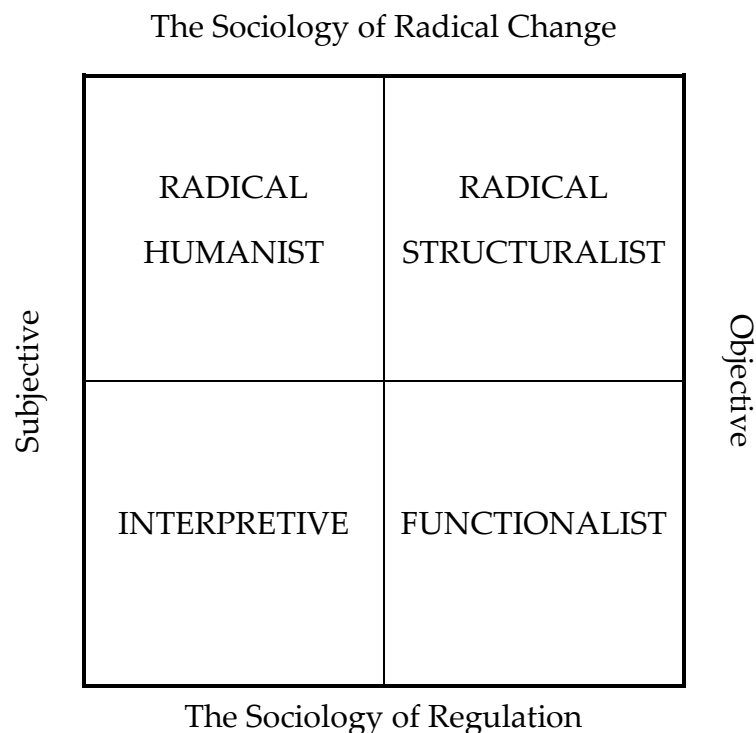 The Sociology of Radical Change
RADICAL
HUMANIST
RADICAL
STRUCTURALIST
Subjective
Objective
INTERPRETIVE
FUNCTIONALIST
The Sociology of Regulation